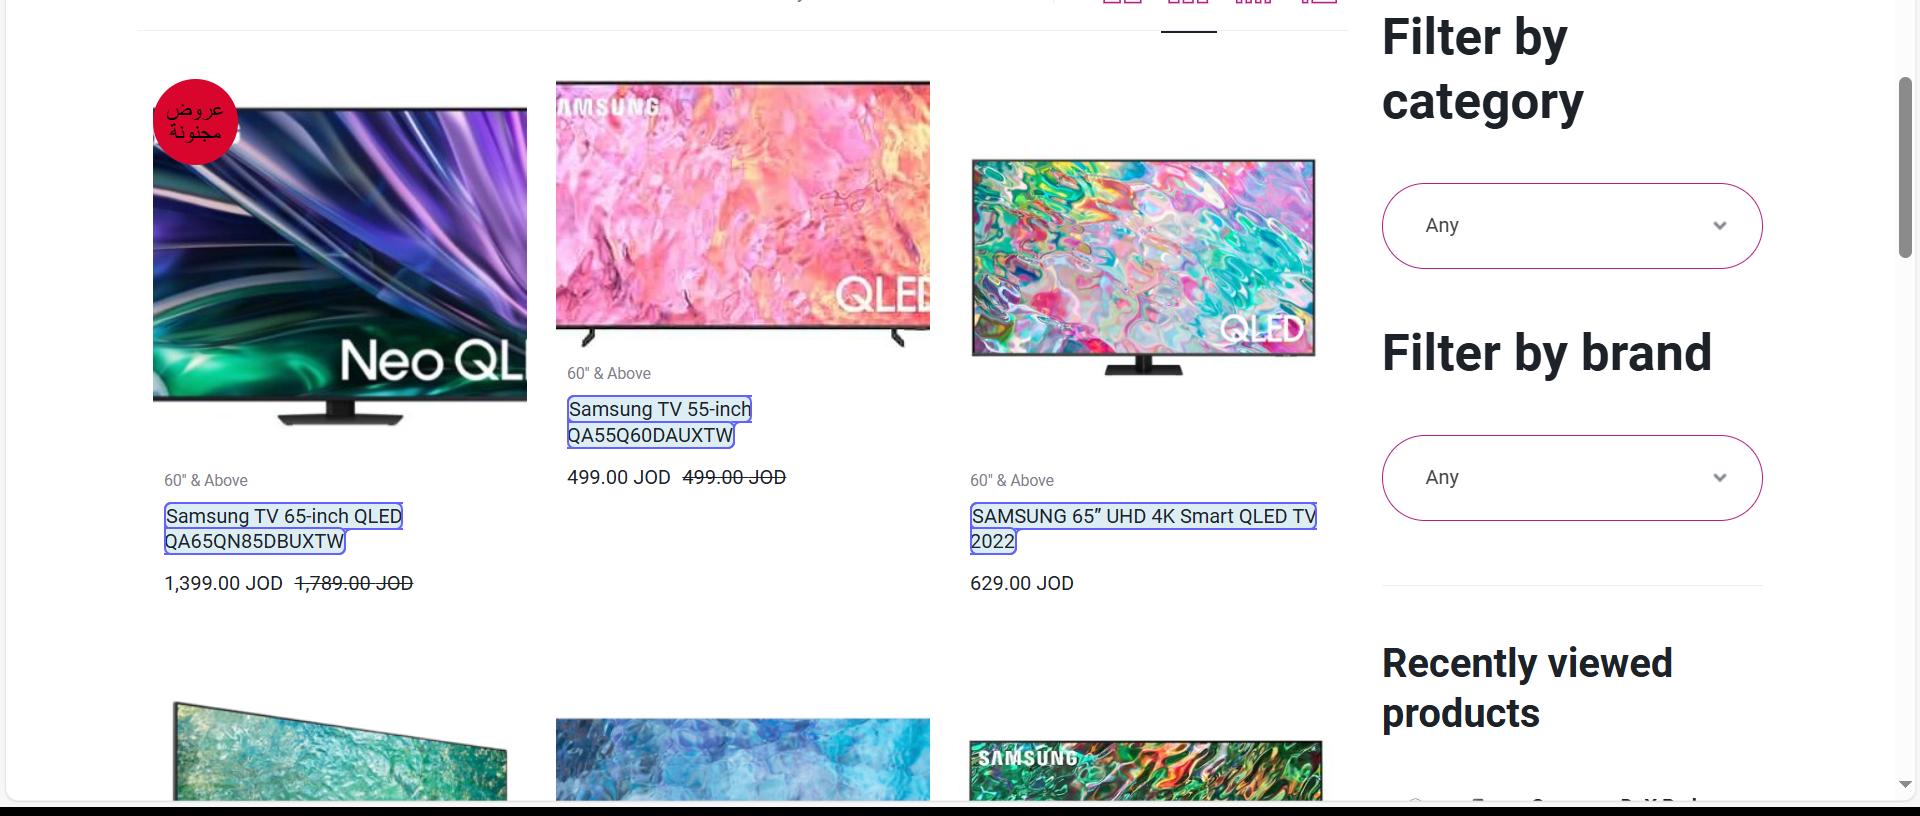 عروض
مجنونة
Neo QL
60" & Above
Samsung TV 65-inch QLED
QA65QN85DBUXTW
1,399.00 JOD 1,789.00 JOD
AMSUNG
QLED
60" & Above
Samsung TV 55-inch
QA55Q60DAUXTW
499.00 JOD 499.00 JOD
QLED
60" & Above
SAMSUNG 65” UHD 4K Smart QLED TV
2022
629.00 JOD
SAMSUNG
Filter by
category
Any
Filter by brand
Any
Recently viewed
products